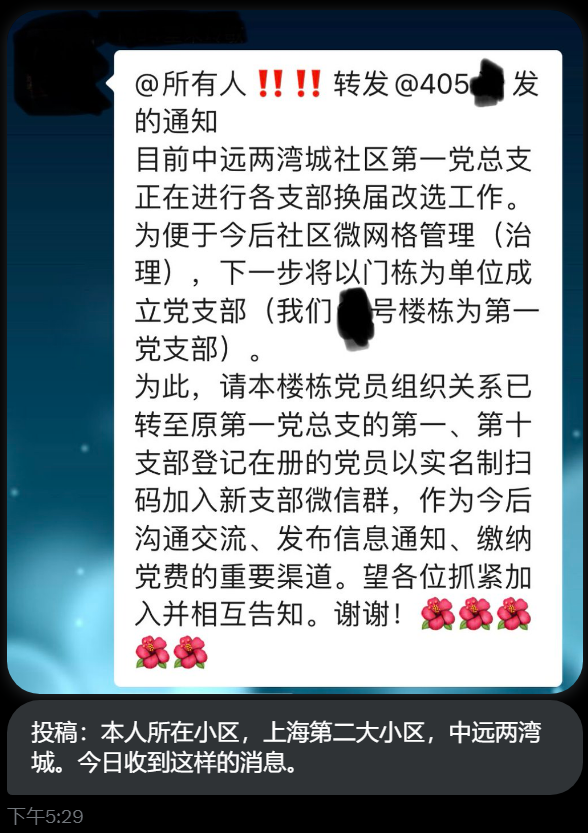 @所有人‼️‼️转发@405 发
的通知
目前中远两湾城社区第一党总支
正在进行各支部换届改选工作。
为便于今后社区微网格管理（治
理），下一步将以门栋为单位成
立党支部（我们 号楼栋为第一
党支部）。
为此，请本楼栋党员组织关系已
转至原第一党总支的第一、第十
支部登记在册的党员以实名制扫
码加入新支部微信群，作为今后
沟通交流、发布信息通知、缴纳
党费的重要渠道。望各位抓紧加
入并相互告知。谢谢！🌺🌺🌺
🌺🌺
投稿：本人所在小区，上海第二大小区，中远两湾
城。今日收到这样的消息。
下午5:29